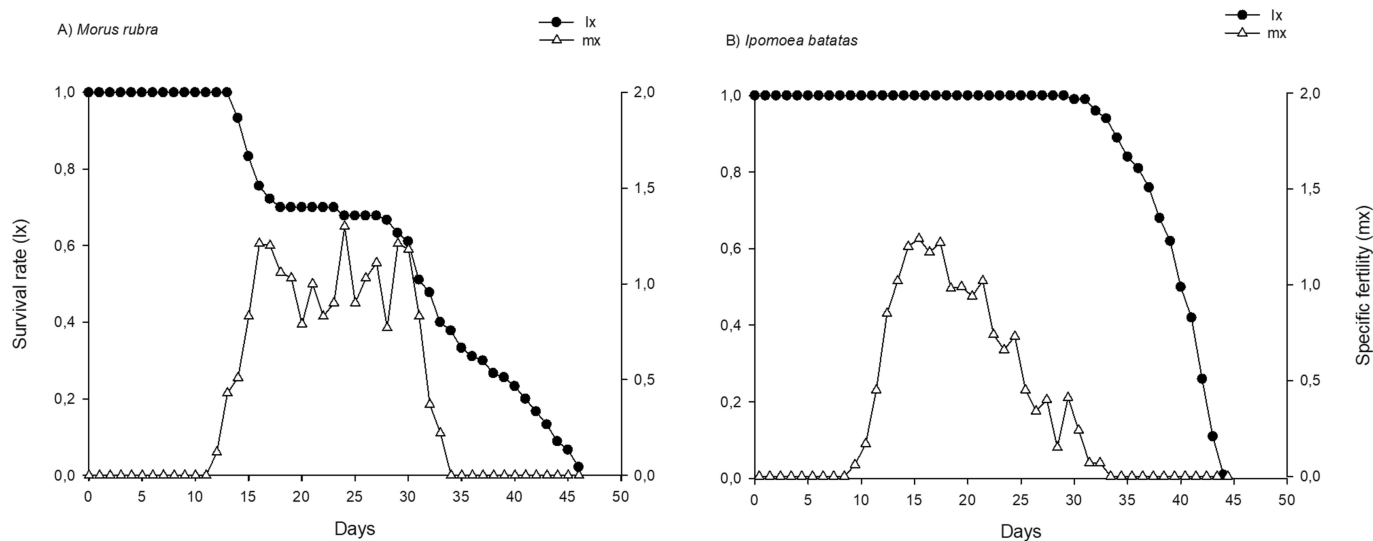 A) Morus rubra
lx
mx
Survival rate (lx)
1,0
0,8
0,6
0,4
0,2
0,0
2,0
1,5
1,0
0,5
0,0
0 5 10 15 20 25 30 35 40 45 50
Days
B) Ipomoea batatas
lx
mx
1,0
0,8
0,6
0,4
0,2
0,0
2,0
1,5
1,0
0,5
0,0
Specific fertility (mx)
0 5 10 15 20 25 30 35 40 45 50
Days